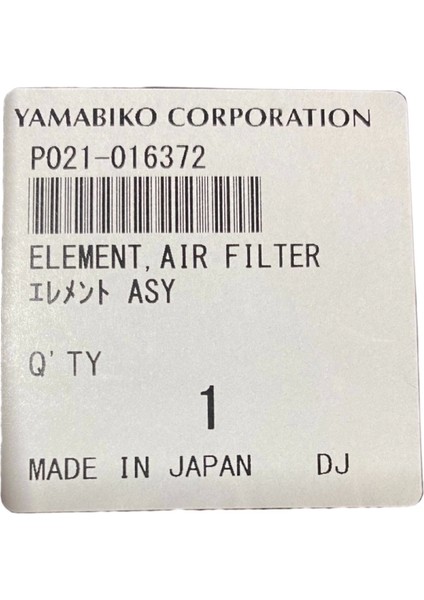 YAMABIKO CORPORATION
P021-016372
ELEMENT, AIR FILTER
ｴﾚﾒﾝﾄ ASY
Q'TY
1
MADE IN JAPAN DJ